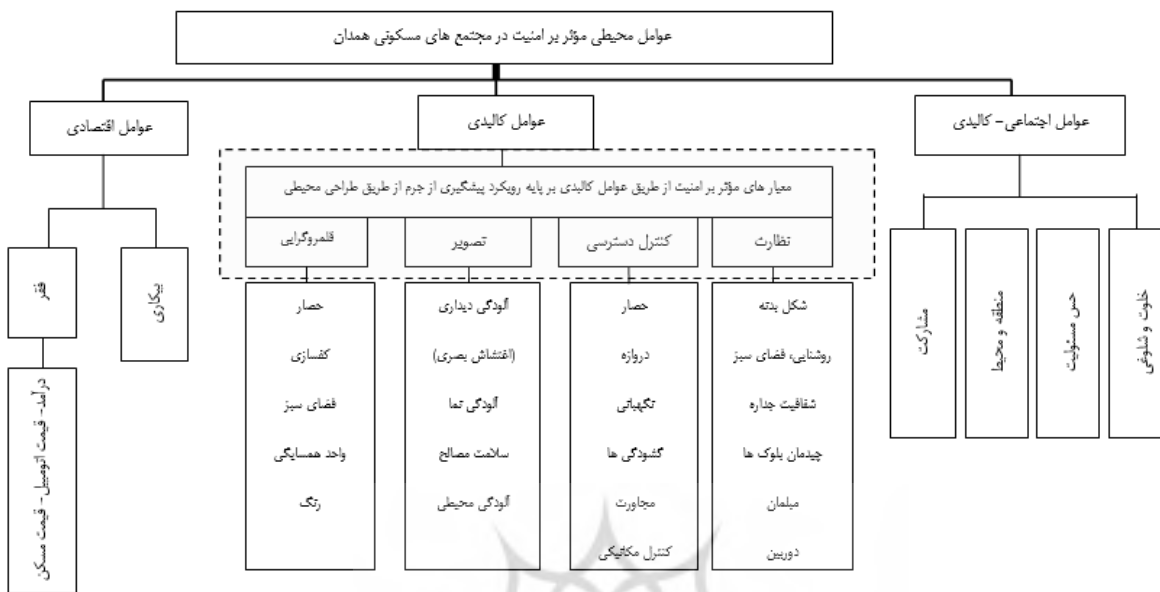 عوامل محیطی مؤثر بر امنیت در مجتمع های مسکونی همدان
عوامل اجتماعی- کالبدی
عوامل کالبدی
عوامل اقتصادی
معیار های مؤثر بر امنیت از طریق عوامل کالبدی بر پایه رویکرد پیشگیری از جرم از طریق طراحی محیطی
نظارت
کنترل دسترسی
تصویر
قلمروگرایی
خلوت و شلوغی
حس مسئولیت
منطقه و محیط
مشارکت
شکل بدنه
روشنایی، فضای سبز
شفافیت جداره
چیدمان بلوک ها
مبلمان
دوربین
حصار
دروازه
نگهبانی
گشودگی ها
مجاورت
کنترل مکانیکی
آلودگی دیداری
(اغتشاش بصری)
آلودگی نما
سلامت مصالح
آلودگی محیطی
حصار
کفسازی
فضای سبز
واحد همسایگی
رنگ
بیکاری
فقر
درآمد- قیمت اتومبیل- قیمت مسکن